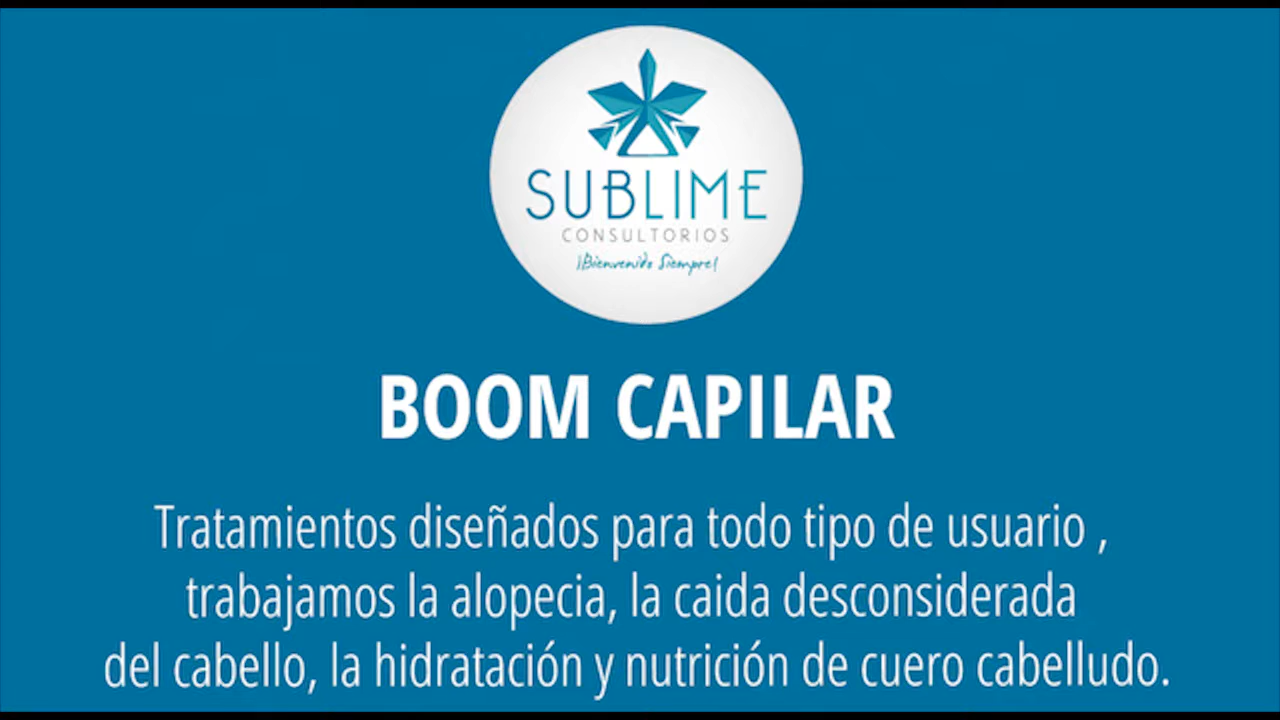 SUBLIME
CONSULTORIOS
¡Bienvenido Siempre!
BOOM CAPILAR
Tratamientos diseñados para todo tipo de usuario ,
trabajamos la alopecia, la caida desconsiderada
del cabello, la hidratación y nutrición de cuero cabelludo.